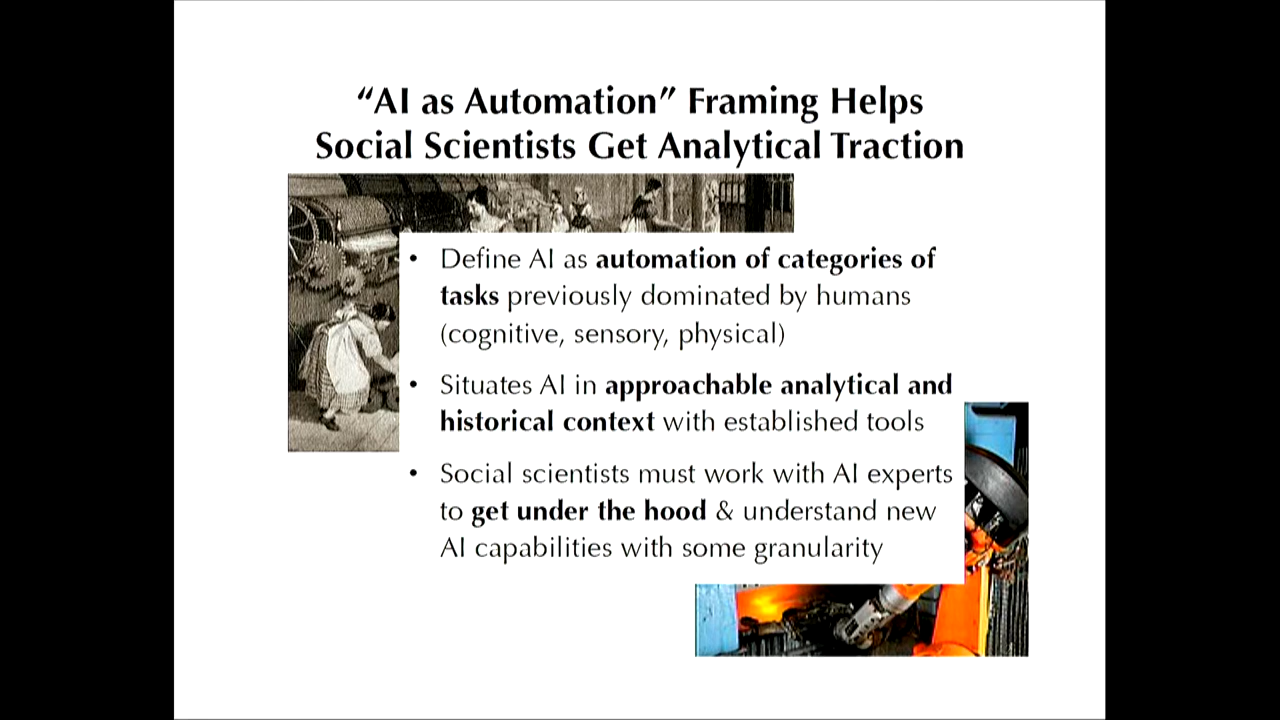 “AI as Automation” Framing Helps
Social Scientists Get Analytical Traction
• Define AI as automation of categories of
tasks previously dominated by humans
(cognitive, sensory, physical)
• Situates AI in approachable analytical and
historical context with established tools
• Social scientists must work with AI experts
to get under the hood & understand new
AI capabilities with some granularity